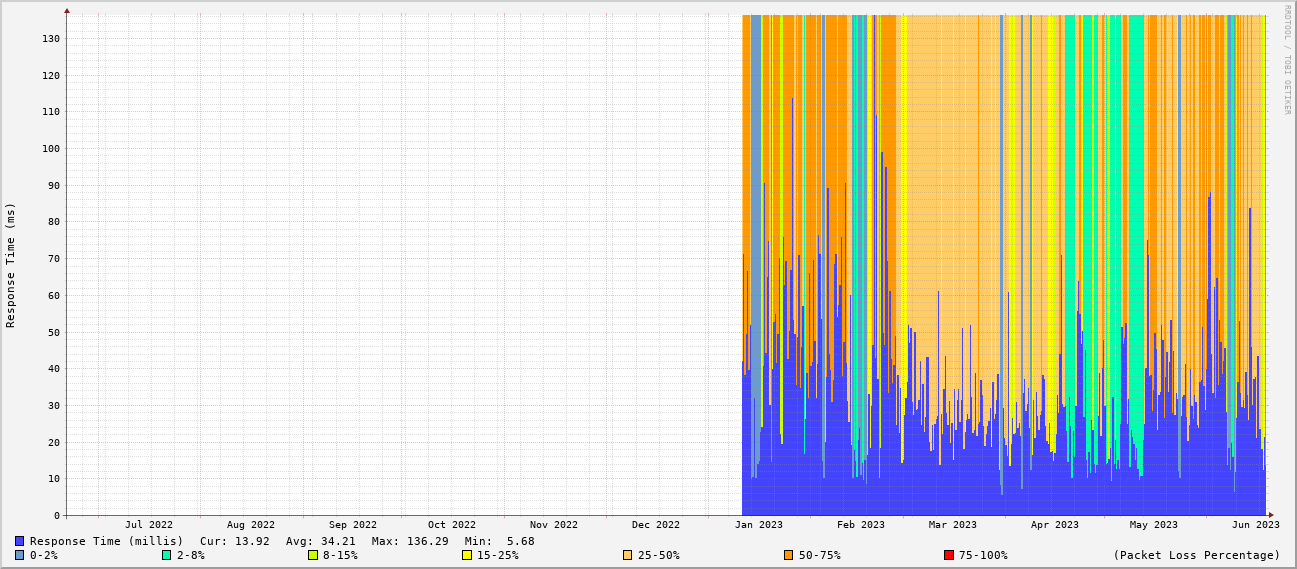 RRDTOOL / TOBI OETIKER
Response Time (ms)
130
120
110
100
90
80
70
60
50
40
30
20
10
0
Jul 2022 Aug 2022 Sep 2022 Oct 2022 Nov 2022 Dec 2022 Jan 2023 Feb 2023 Mar 2023 Apr 2023 May 2023 Jun 2023
Response Time (millis) Cur: 13.92 Avg: 34.21 Max: 136.29 Min: 5.68
0-2% 2-8% 8-15% 15-25% 25-50% 50-75% 75-100% (Packet Loss Percentage)